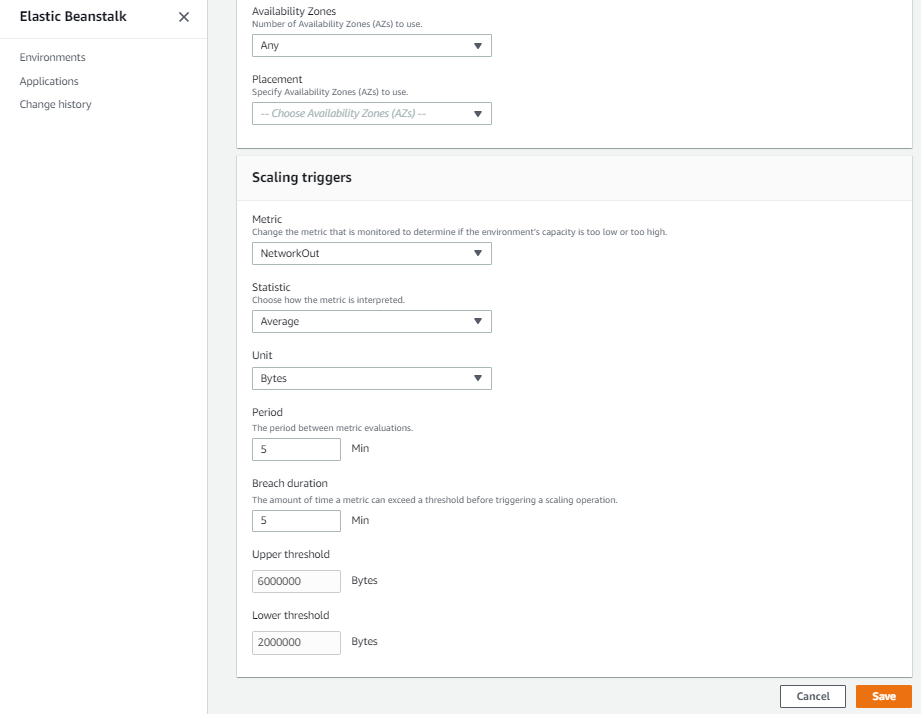 Elastic Beanstalk
Environments
Applications
Change history
Availability Zones
Number of Availability Zones (AZs) to use.
Any
Placement
Specify Availability Zones (AZs) to use.
-- Choose Availability Zones (AZs) --
Scaling triggers
Metric
Change the metric that is monitored to determine if the environment's capacity is too low or too high.
NetworkOut
Statistic
Choose how the metric is interpreted.
Average
Unit
Bytes
Period
The period between metric evaluations.
5 Min
Breach duration
The amount of time a metric can exceed a threshold before triggering a scaling operation.
5 Min
Upper threshold
6000000 Bytes
Lower threshold
2000000 Bytes
Cancel Save